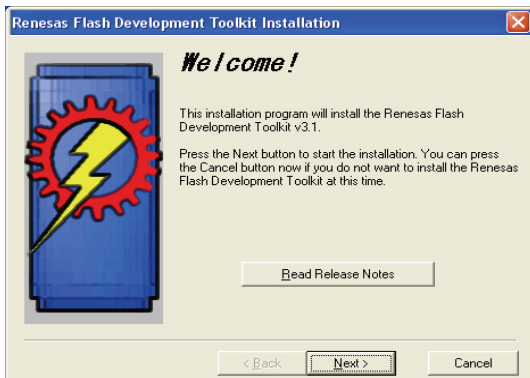 Renesas Flash Development Toolkit Installation
Welcome!
This installation program will install the Renesas Flash
Development Toolkit v3.1.
Press the Next button to start the installation. You can press
the Cancel button now if you do not want to install the Renesas
Flash Development Toolkit at this time.
Read Release Notes
< Back
Next >
Cancel